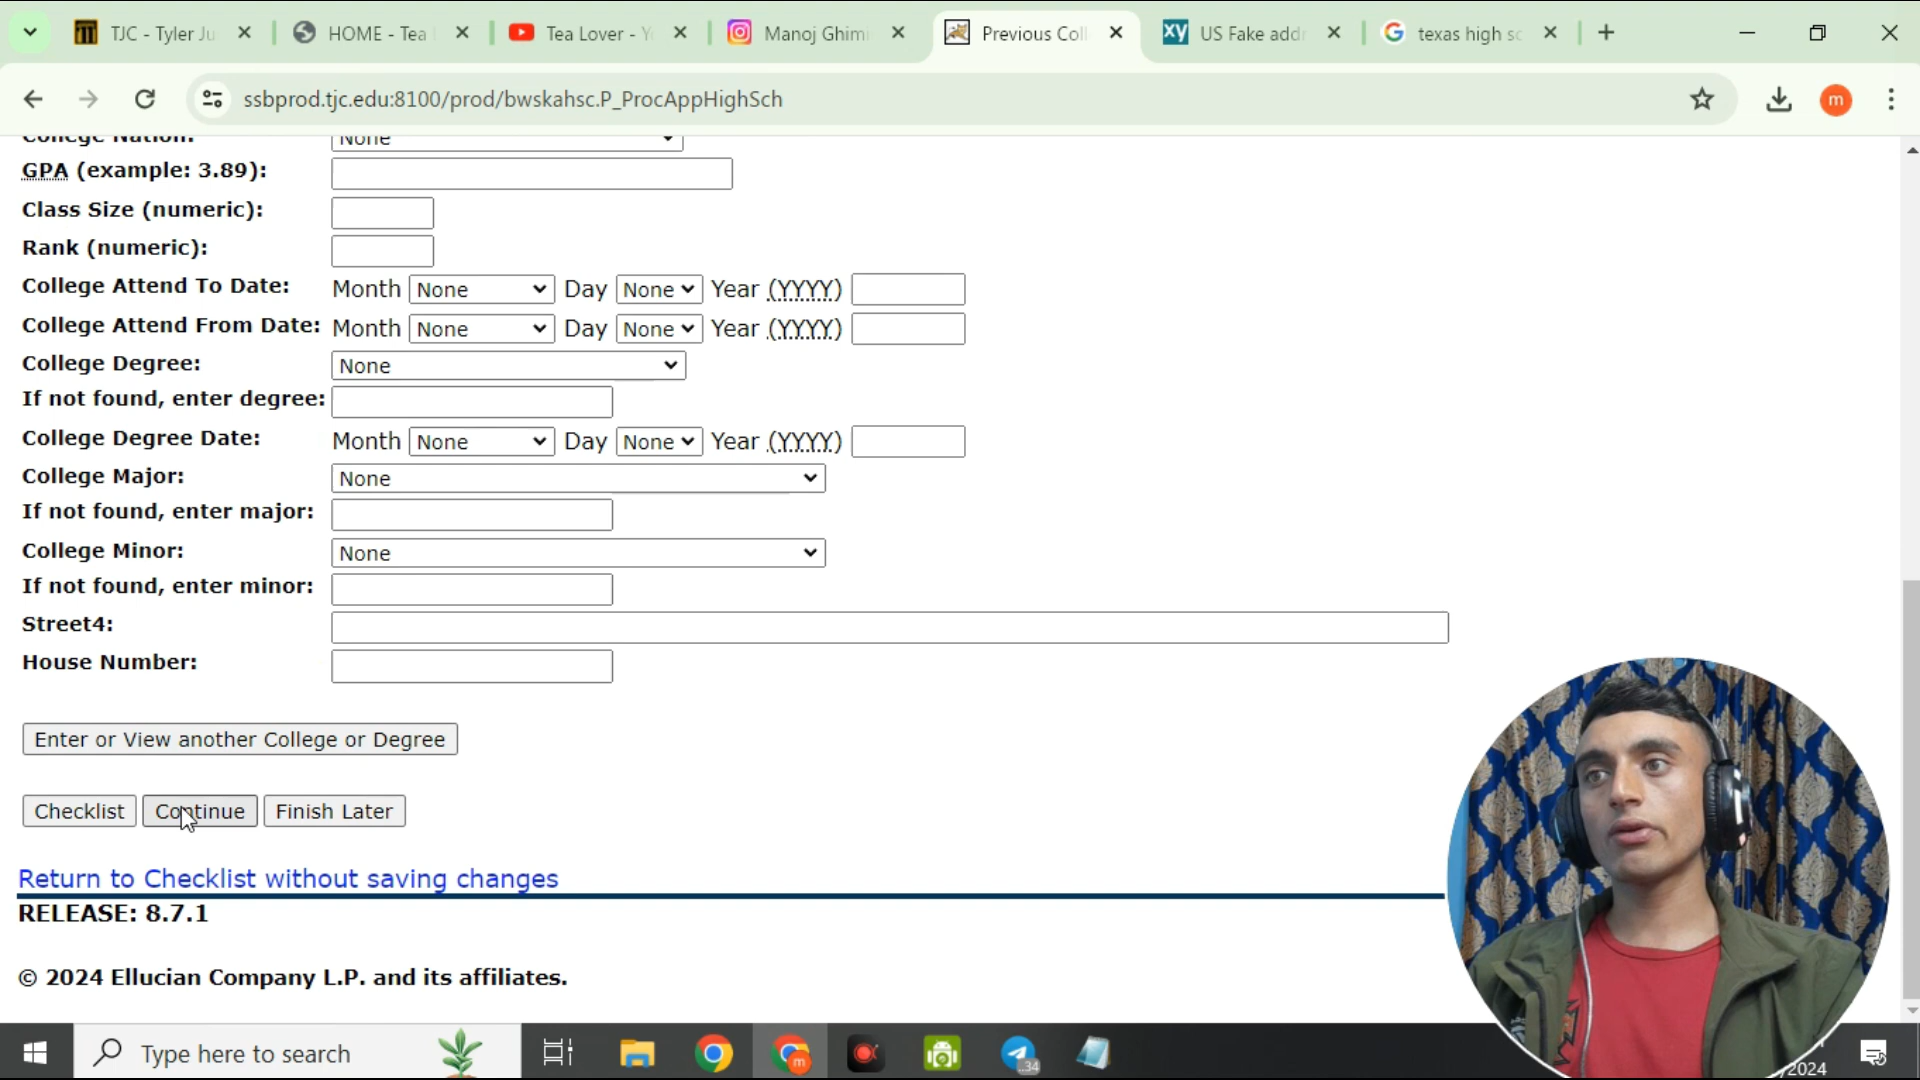 TJC - Tyler Ju
HOME - Tea
Tea Lover - Y
Manoj Ghimi
Previous Coll
US Fake addr
texas high sc
ssbprod.tjc.edu:8100/prod/bwskahsc.P_ProcAppHighSch
m
College Nation: None
GPA (example: 3.89):
Class Size (numeric):
Rank (numeric):
College Attend To Date: Month None Day None Year (YYYY)
College Attend From Date: Month None Day None Year (YYYY)
College Degree: None
If not found, enter degree:
College Degree Date: Month None Day None Year (YYYY)
College Major: None
If not found, enter major:
College Minor: None
If not found, enter minor:
Street4:
House Number:
Enter or View another College or Degree
Checklist Continue Finish Later
Return to Checklist without saving changes
RELEASE: 8.7.1
© 2024 Ellucian Company L.P. and its affiliates.
Type here to search
m
..34
/2024